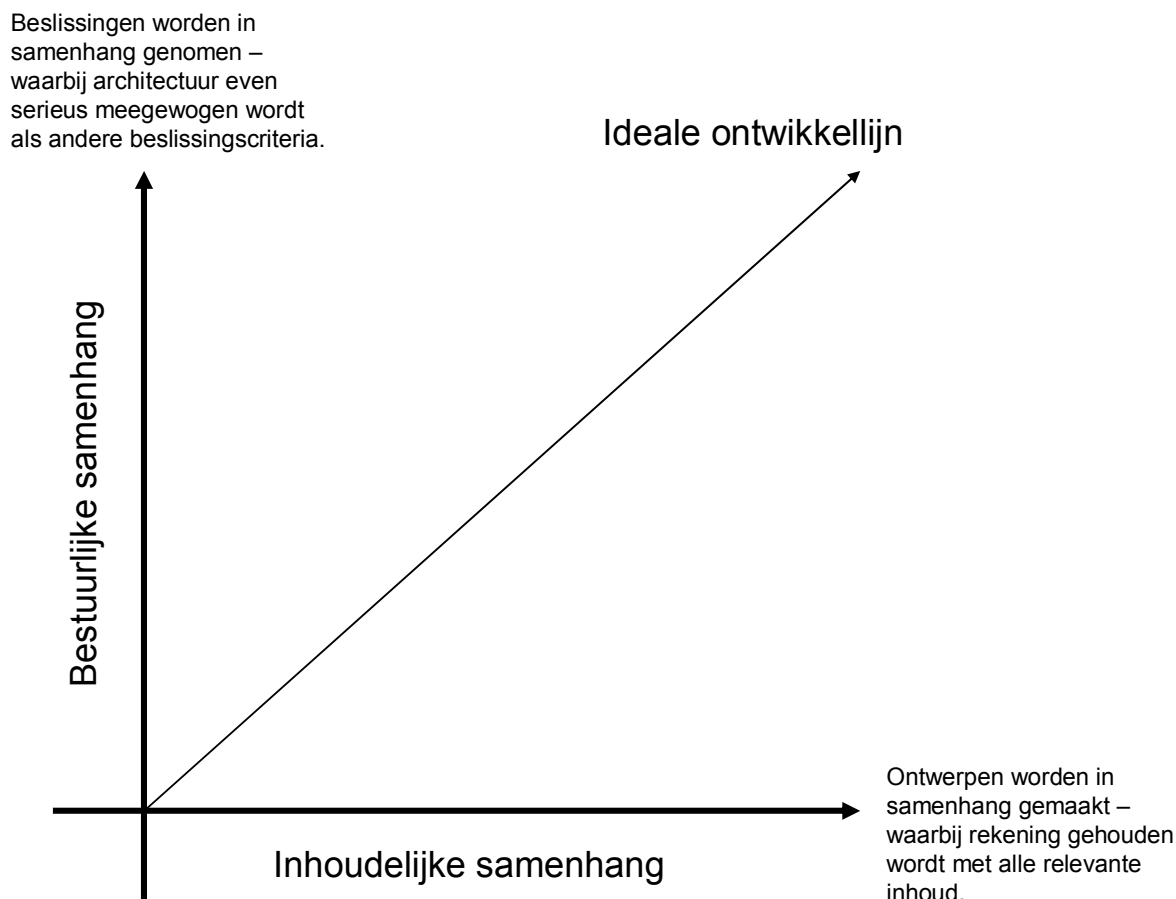 Beslissingen worden in
samenhang genomen –
waarbij architectuur even
serieus meegewogen wordt
als andere beslissingscriteria.
Ideale ontwikkellijn
Bestuurlijke samenhang
Ontwerpen worden in
samenhang gemaakt –
waarbij rekening gehouden
wordt met alle relevante
inhoud.
Inhoudelijke samenhang